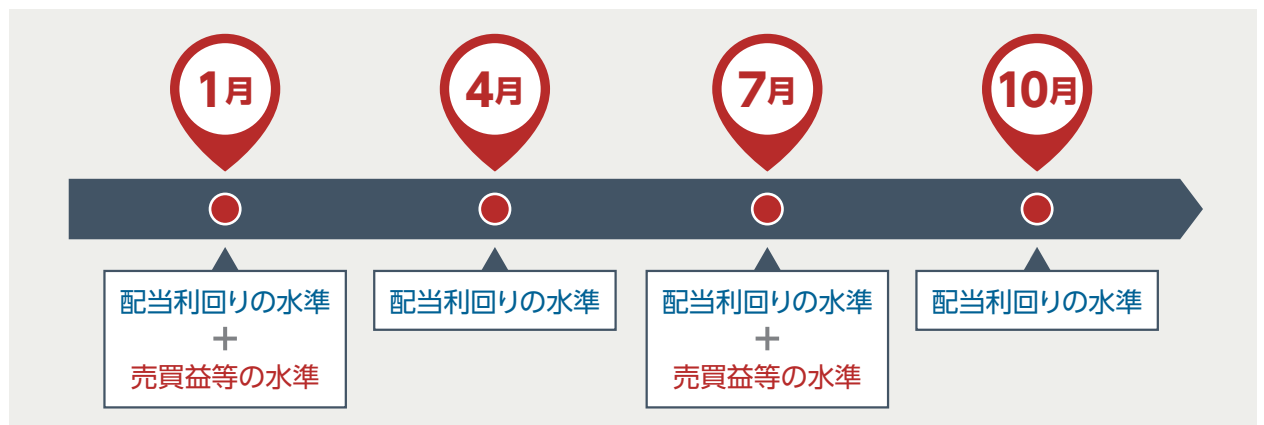 1月
4月
7月
10月
配当利回りの水準
+
売買益等の水準
配当利回りの水準
配当利回りの水準
+
売買益等の水準
配当利回りの水準